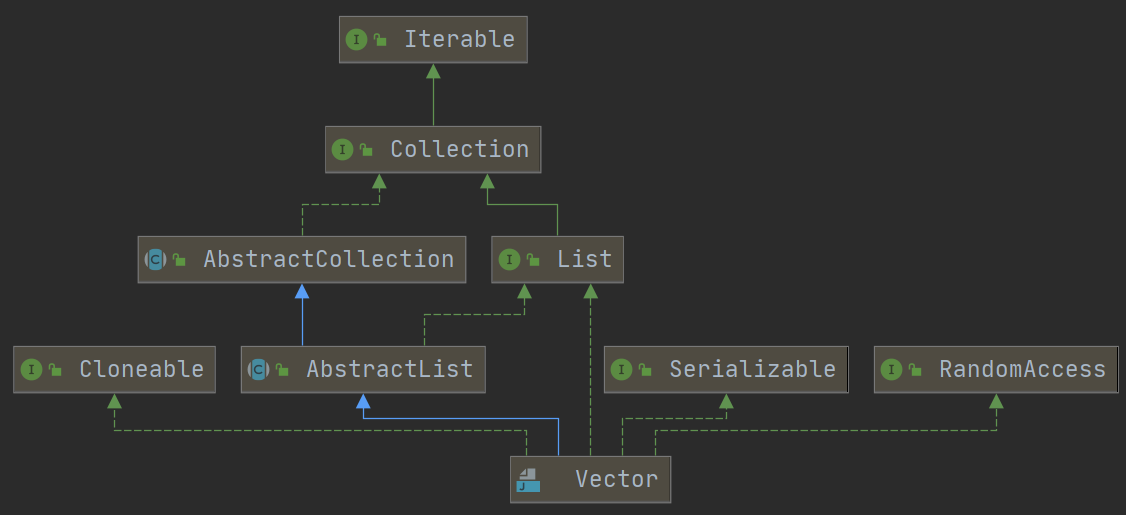 I Iterable
I Collection
C AbstractCollection
I List
I Cloneable
C AbstractList
I Serializable
I RandomAccess
J Vector